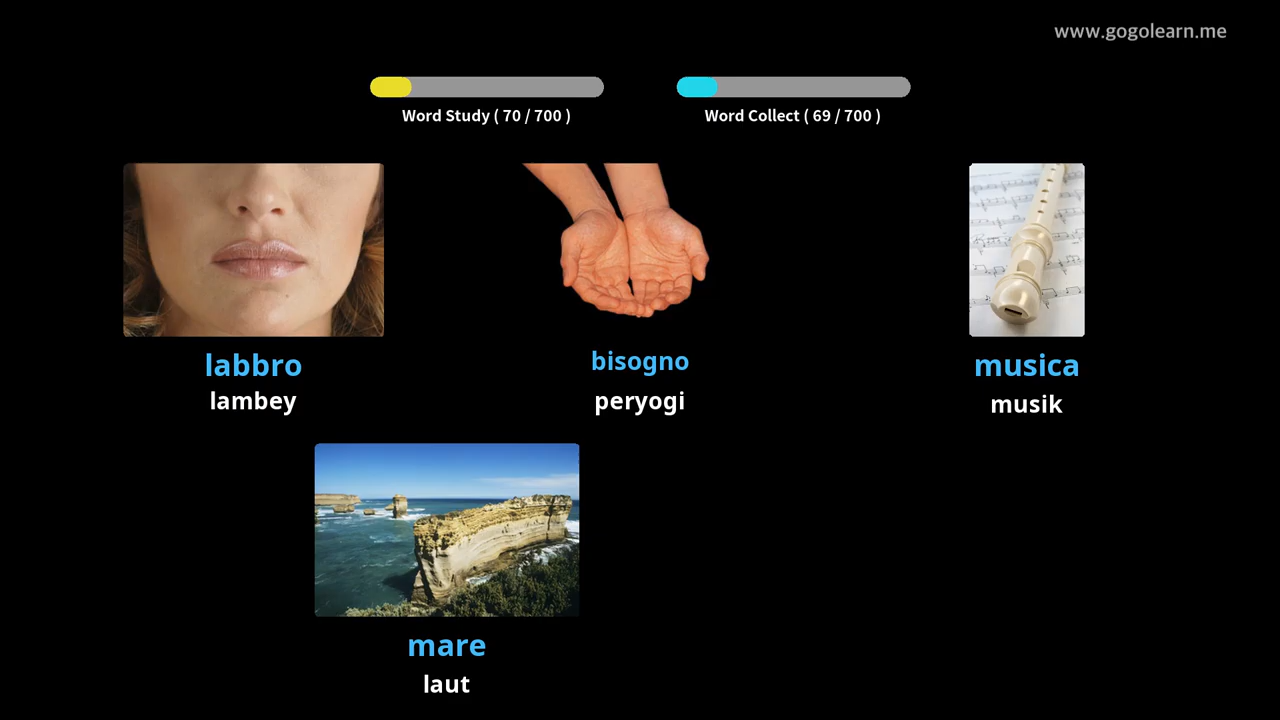 www.gogolearn.me
Word Study ( 70 / 700 )
Word Collect ( 69 / 700 )
labbro
lambey
bisogno
peryogi
musica
musik
mare
laut